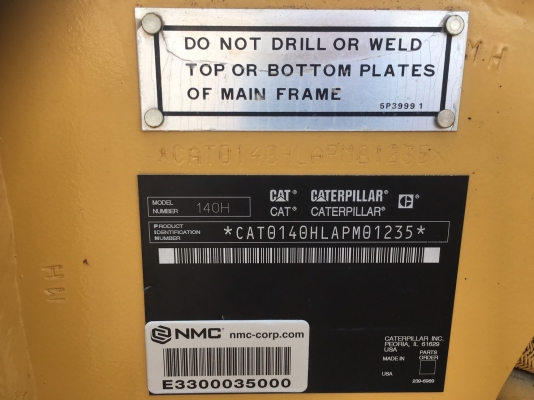 DO NOT DRILL OR WELD
TOP OR BOTTOM PLATES
OF MAIN FRAME
5P3999 1
M H
*CAT0140HLAPM01235*
MODEL NUMBER 140H
CAT CATERPILLAR C
CAT® CATERPILLAR®
PRODUCT IDENTIFICATION NUMBER *CAT0140HLAPM01235*
M H
NMC nmc-corp.com
E3300035000
CATERPILLAR INC.
PEORIA, IL 61629
USA
MADE IN
USA
PARTS ORDER
239-6969